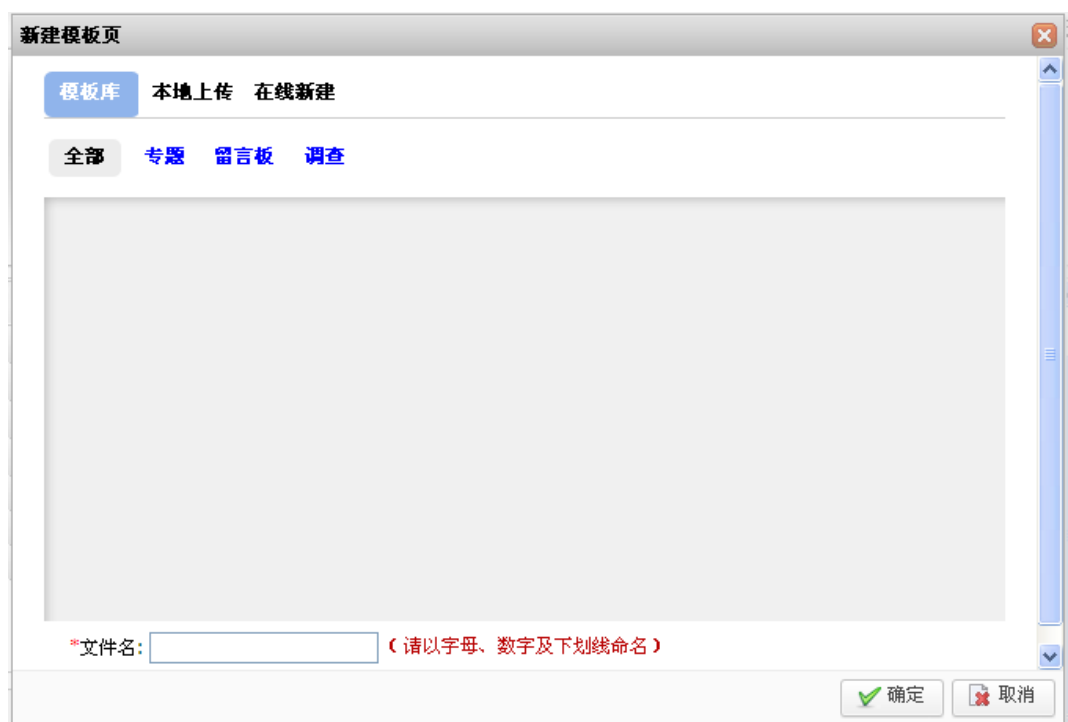 新建模板页
模板库 本地上传 在线新建
全部 专题 留言板 调查
*文件名: (请以字母、数字及下划线命名)
确定 取消